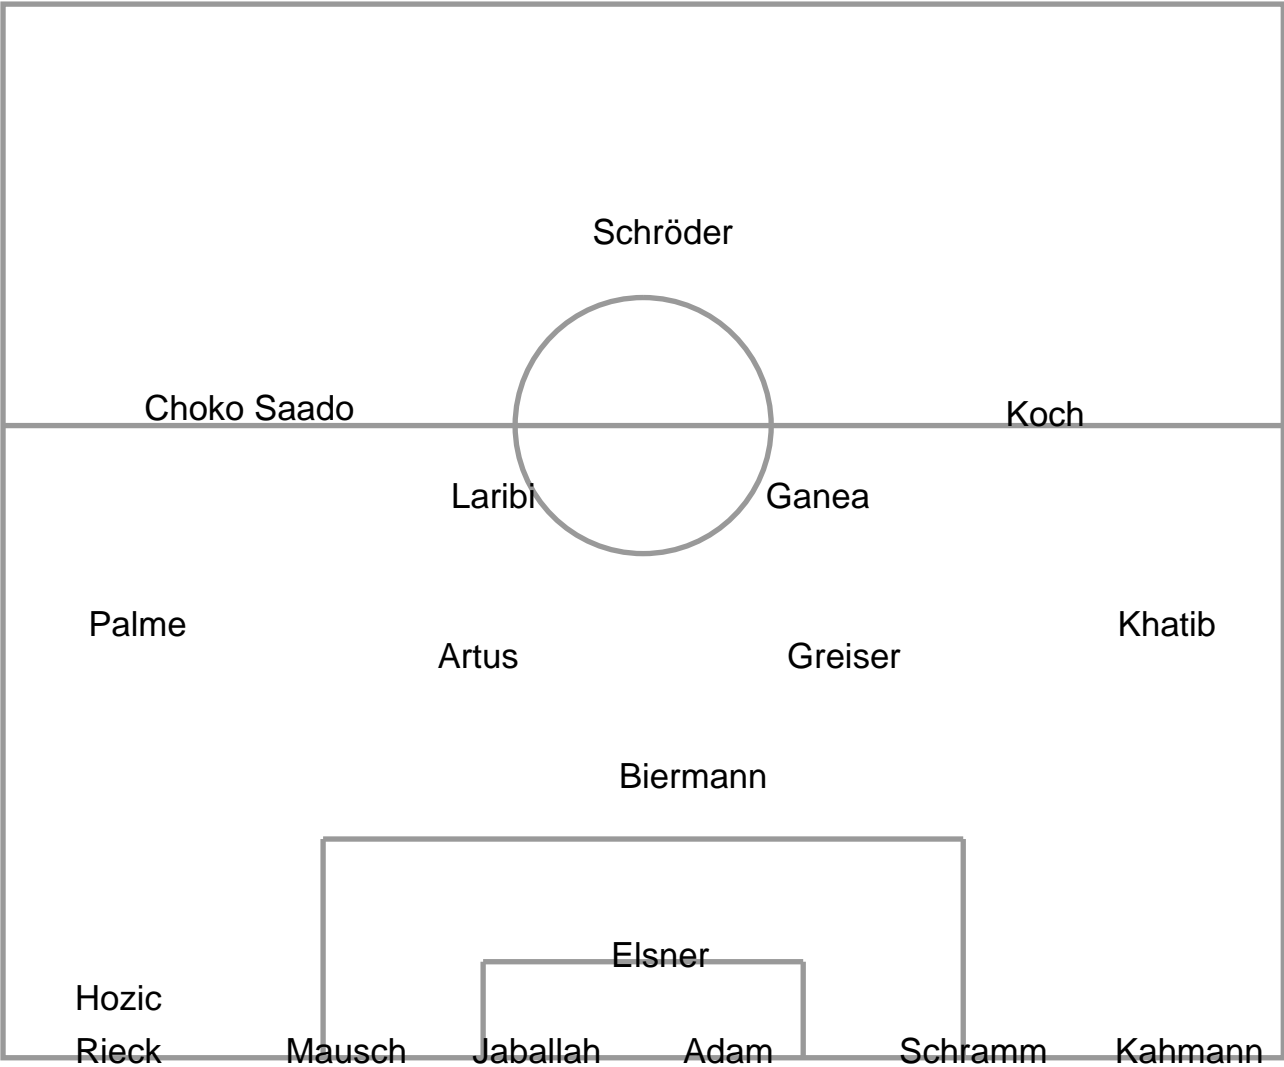 Schröder
Choko Saado
Koch
Laribi
Ganea
Palme
Khatib
Artus
Greiser
Biermann
Elsner
Hozic
Rieck
Mausch
Jaballah
Adam
Schramm
Kahmann